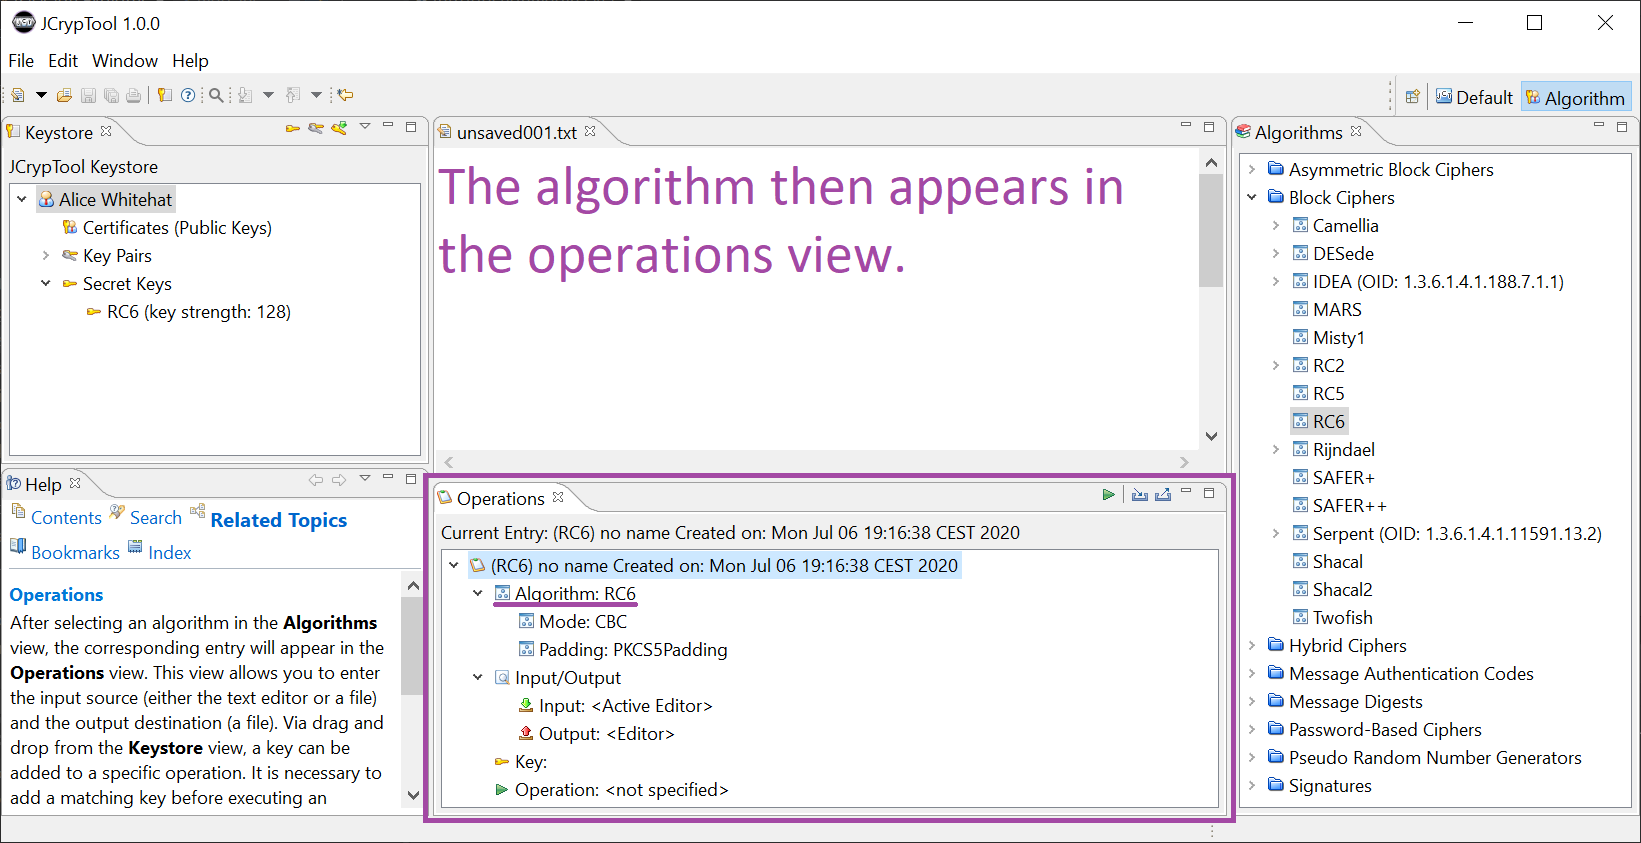 JCrypTool 1.0.0
File Edit Window Help
Default Algorithm
Keystore
JCrypTool Keystore
Alice Whitehat
Certificates (Public Keys)
Key Pairs
Secret Keys
RC6 (key strength: 128)
Help
Contents Search Related Topics
Bookmarks Index
Operations
After selecting an algorithm in the Algorithms
view, the corresponding entry will appear in the
Operations view. This view allows you to enter
the input source (either the text editor or a file)
and the output destination (a file). Via drag and
drop from the Keystore view, a key can be
added to a specific operation. It is necessary to
add a matching key before executing an
unsaved001.txt
The algorithm then appears in
the operations view.
Operations
Current Entry: (RC6) no name Created on: Mon Jul 06 19:16:38 CEST 2020
(RC6) no name Created on: Mon Jul 06 19:16:38 CEST 2020
Algorithm: RC6
Mode: CBC
Padding: PKCS5Padding
Input/Output
Input: <Active Editor>
Output: <Editor>
Key:
Operation: <not specified>
Algorithms
Asymmetric Block Ciphers
Block Ciphers
Camellia
DESede
IDEA (OID: 1.3.6.1.4.1.188.7.1.1)
MARS
Misty1
RC2
RC5
RC6
Rijndael
SAFER+
SAFER++
Serpent (OID: 1.3.6.1.4.1.11591.13.2)
Shacal
Shacal2
Twofish
Hybrid Ciphers
Message Authentication Codes
Message Digests
Password-Based Ciphers
Pseudo Random Number Generators
Signatures